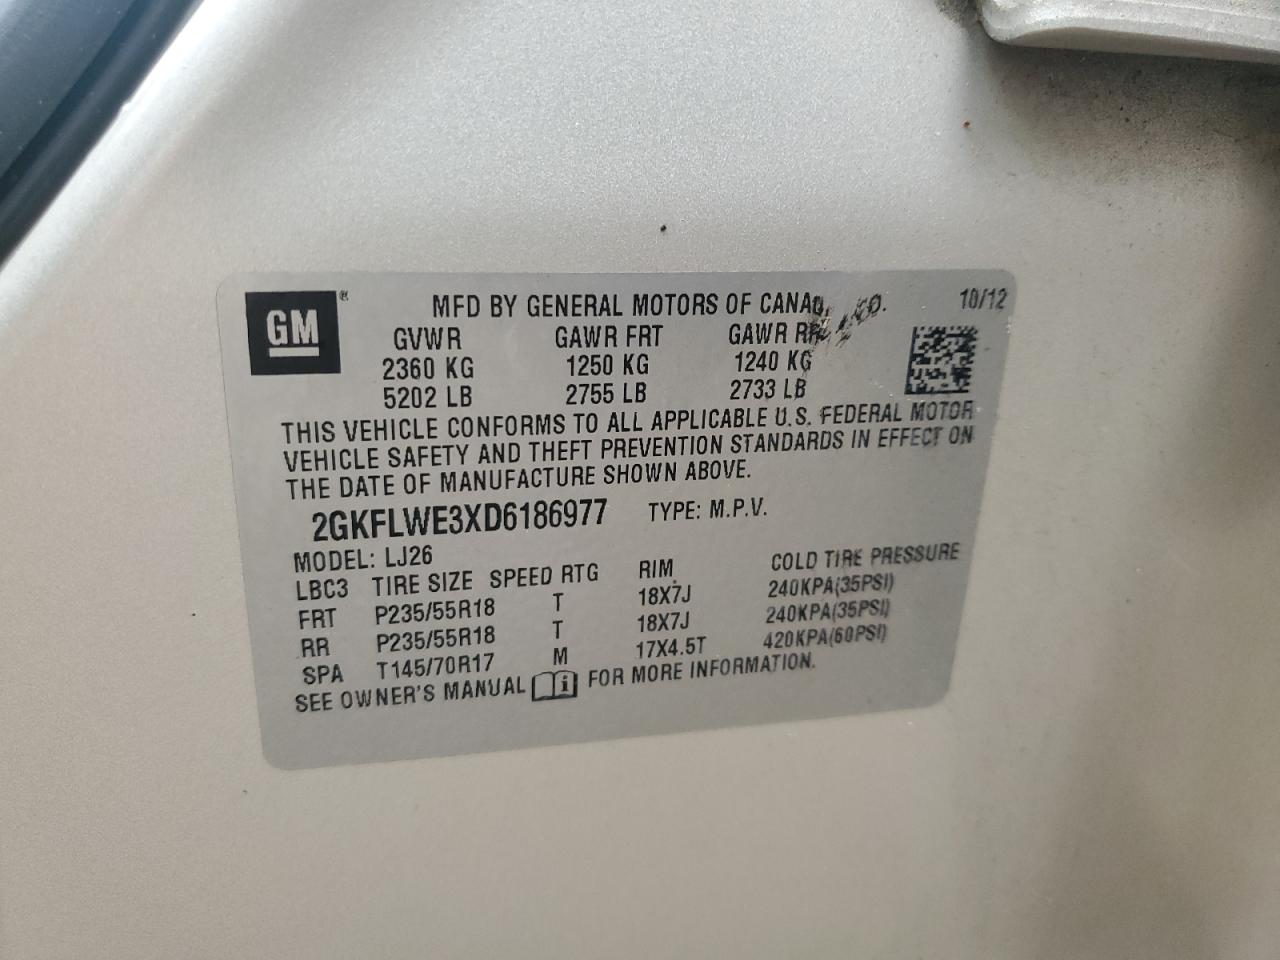 GM ®
MFD BY GENERAL MOTORS OF CANAD CO. 10/12
GVWR GAWR FRT GAWR RR
2360 KG 1250 KG 1240 KG
5202 LB 2755 LB 2733 LB
THIS VEHICLE CONFORMS TO ALL APPLICABLE U.S. FEDERAL MOTOR
VEHICLE SAFETY AND THEFT PREVENTION STANDARDS IN EFFECT ON
THE DATE OF MANUFACTURE SHOWN ABOVE.
2GKFLWE3XD6186977 TYPE: M.P.V.
MODEL: LJ26
LBC3 TIRE SIZE SPEED RTG RIM COLD TIRE PRESSURE
FRT P235/55R18 T 18X7J 240KPA(35PSI)
RR P235/55R18 T 18X7J 240KPA(35PSI)
SPA T145/70R17 M 17X4.5T 420KPA(60PSI)
SEE OWNER'S MANUAL i FOR MORE INFORMATION.